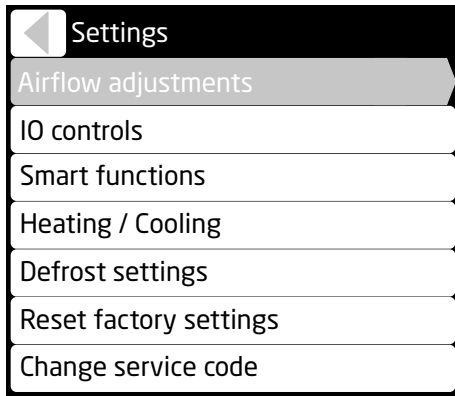 Settings
Airflow adjustments
IO controls
Smart functions
Heating / Cooling
Defrost settings
Reset factory settings
Change service code